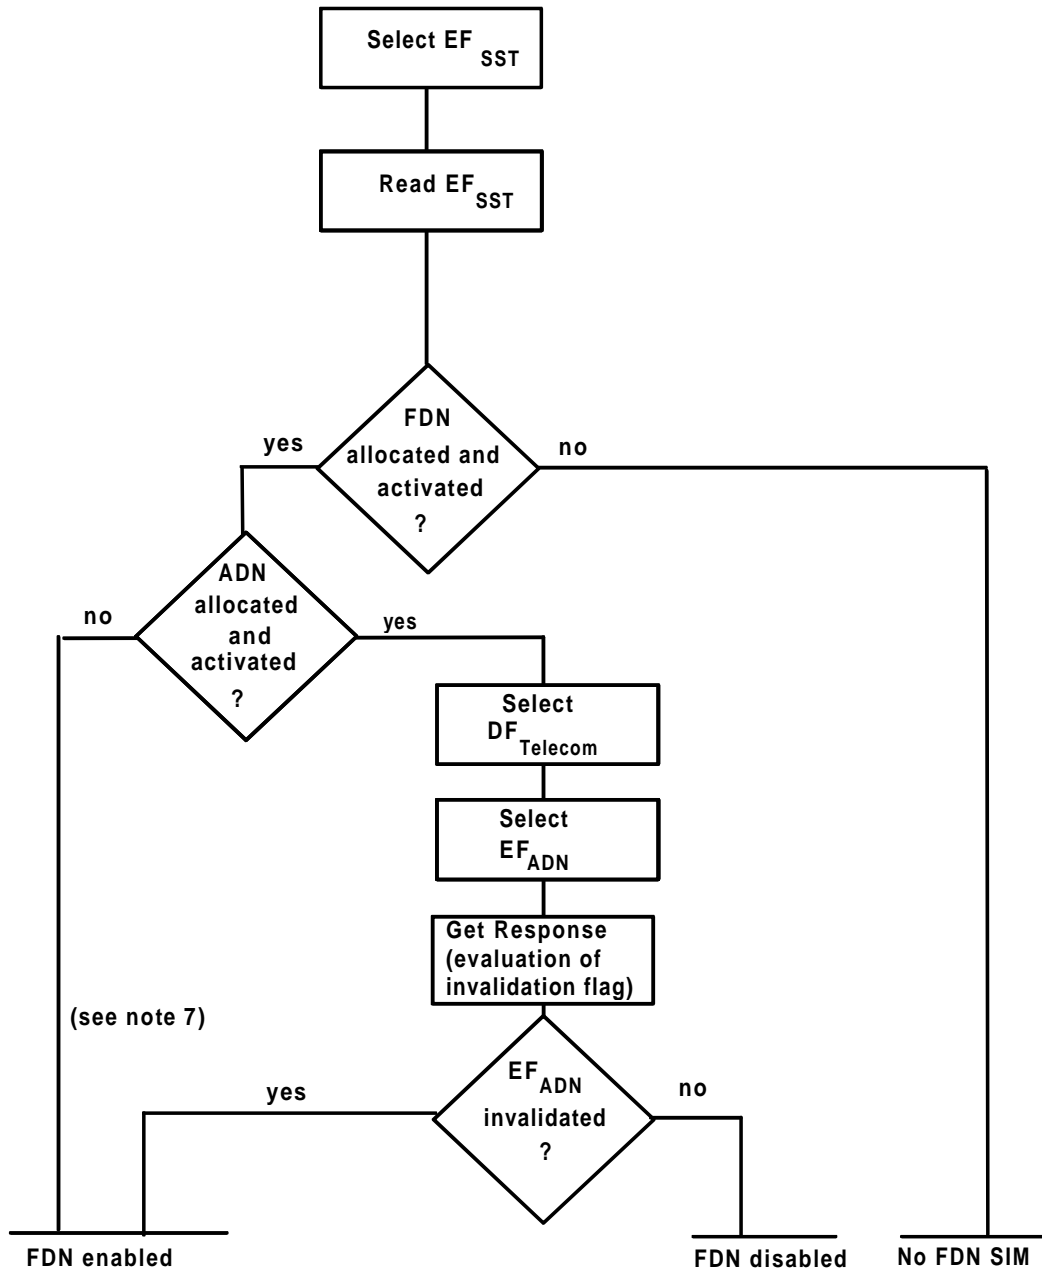 Select EF SST
Read EF SST
FDN
allocated and
activated
?
yes
no
ADN
allocated
and
activated
?
no
yes
Select
DF Telecom
Select
EF ADN
Get Response
(evaluation of
invalidation flag)
(see note 7)
EF ADN
invalidated
?
yes
no
FDN enabled
FDN disabled
No FDN SIM